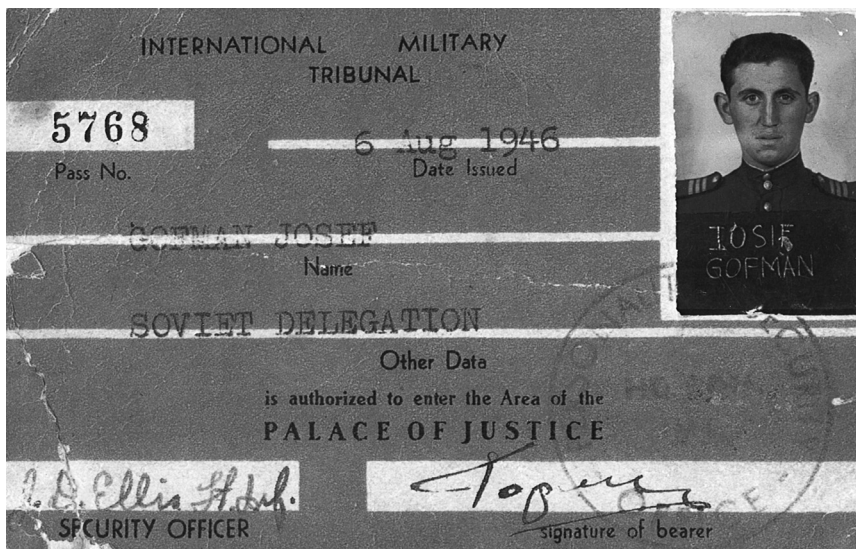 INTERNATIONAL MILITARY
TRIBUNAL
5768
Pass No.
6 Aug 1946
Date Issued
GOFMAN JOSEF
Name
SOVIET DELEGATION
Other Data
is authorized to enter the Area of the
PALACE OF JUSTICE
Ellis
SECURITY OFFICER
signature of bearer
IOSIF
GOFMAN